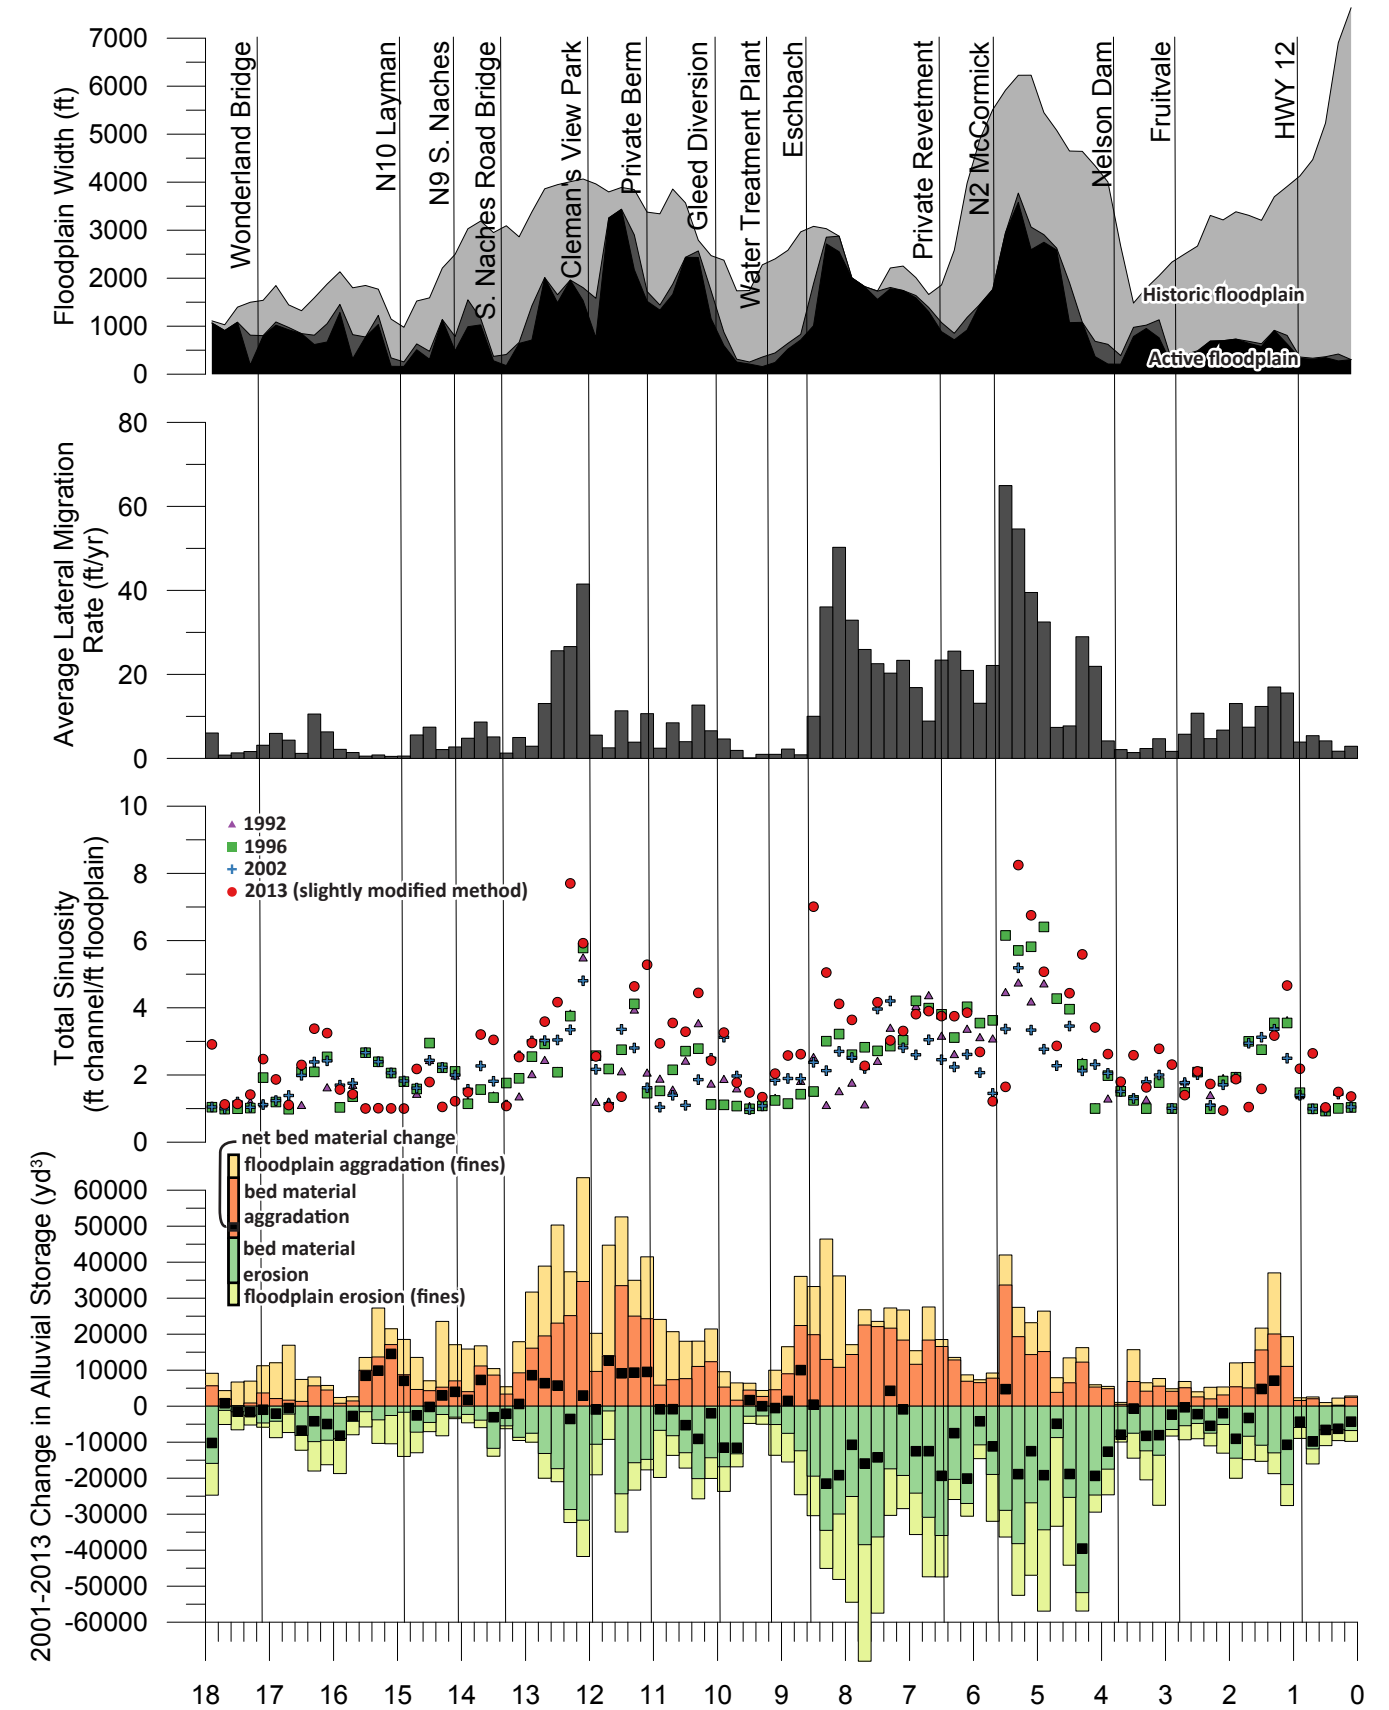 7000
6000
5000
4000
3000
2000
1000
0
Floodplain Width (ft)
Wonderland Bridge
N10 Layman
N9 S. Naches
S. Naches Road Bridge
Cleman's View Park
Private Berm
Gleed Diversion
Water Treatment Plant
Eschbach
Private Revetment
N2 McCormick
Nelson Dam
Fruitvale
HWY 12
Historic floodplain
Active floodplain
80
60
40
20
0
Average Lateral Migration
Rate (ft/yr)
10
8
6
4
2
0
Total Sinuosity
(ft channel/ft floodplain)
1992
1996
2002
2013 (slightly modified method)
net bed material change
floodplain aggradation (fines)
bed material
aggradation
bed material
erosion
floodplain erosion (fines)
60000
50000
40000
30000
20000
10000
0
-10000
-20000
-30000
-40000
-50000
-60000
2001-2013 Change in Alluvial Storage (yd³)
18 17 16 15 14 13 12 11 10 9 8 7 6 5 4 3 2 1 0